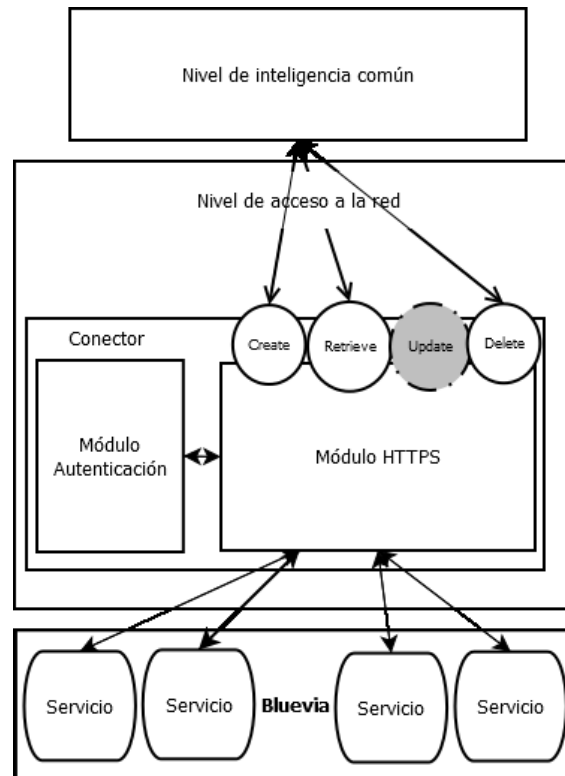 Nivel de inteligencia común
Nivel de acceso a la red
Conector
Create
Retrieve
Update
Delete
Módulo
Autenticación
Módulo HTTPS
Servicio
Servicio
Bluevia
Servicio
Servicio